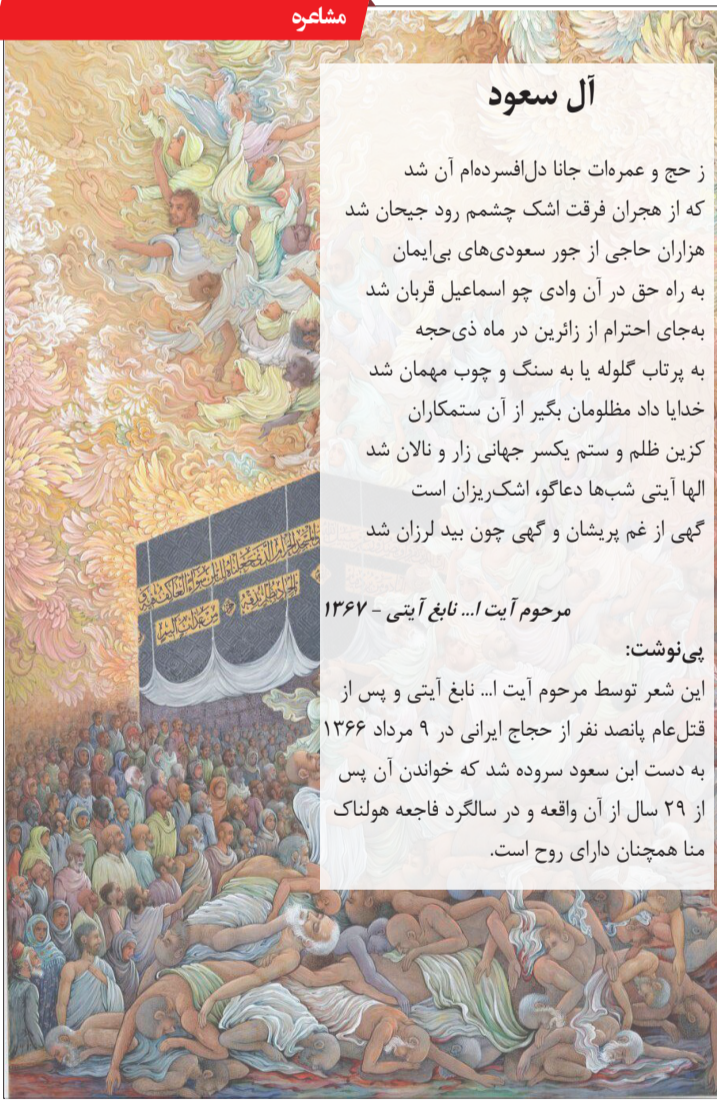 مشاعره
آل سعود
ز حج و عمره‌ات جانا دل‌افسرده‌ام آن شد
که از هجران فرقت اشک چشمم رود جیحان شد
هزاران حاجی از جور سعودی‌های بی‌ایمان
به راه حق در آن وادی چو اسماعیل قربان شد
به‌جای احترام از زائرین در ماه ذی‌حجه
به پرتاب گلوله یا به سنگ و چوب مهمان شد
خدایا داد مظلومان بگیر از آن ستمکاران
کزین ظلم و ستم یکسر جهانی زار و نالان شد
الها آیتی شب‌ها دعاگو، اشک‌ریزان است
گهی از غم پریشان و گهی چون بید لرزان شد
مرحوم آیت ا... نابغ آیتی - ۱۳۶۷
پی‌نوشت:
این شعر توسط مرحوم آیت ا... نابغ آیتی و پس از
قتل‌عام پانصد نفر از حجاج ایرانی در ۹ مرداد ۱۳۶۶
به دست ابن سعود سروده شد که خواندن آن پس
از ۲۹ سال از آن واقعه و در سالگرد فاجعه هولناک
منا همچنان دارای روح است.